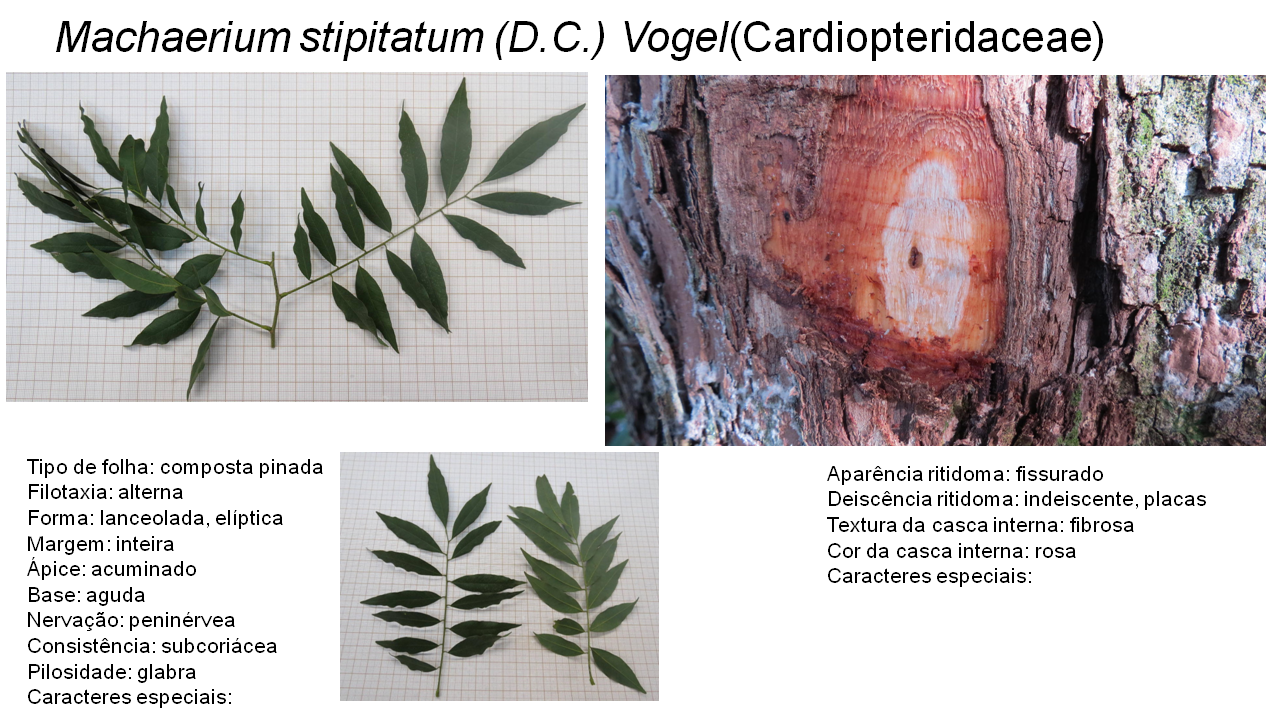 Machaerium stipitatum (D.C.) Vogel(Cardiopteridaceae)
Tipo de folha: composta pinada
Filotaxia: alterna
Forma: lanceolada, elíptica
Margem: inteira
Ápice: acuminado
Base: aguda
Nervação: peninérvea
Consistência: subcoriácea
Pilosidade: glabra
Caracteres especiais:
Aparência ritidoma: fissurado
Deiscência ritidoma: indeiscente, placas
Textura da casca interna: fibrosa
Cor da casca interna: rosa
Caracteres especiais: